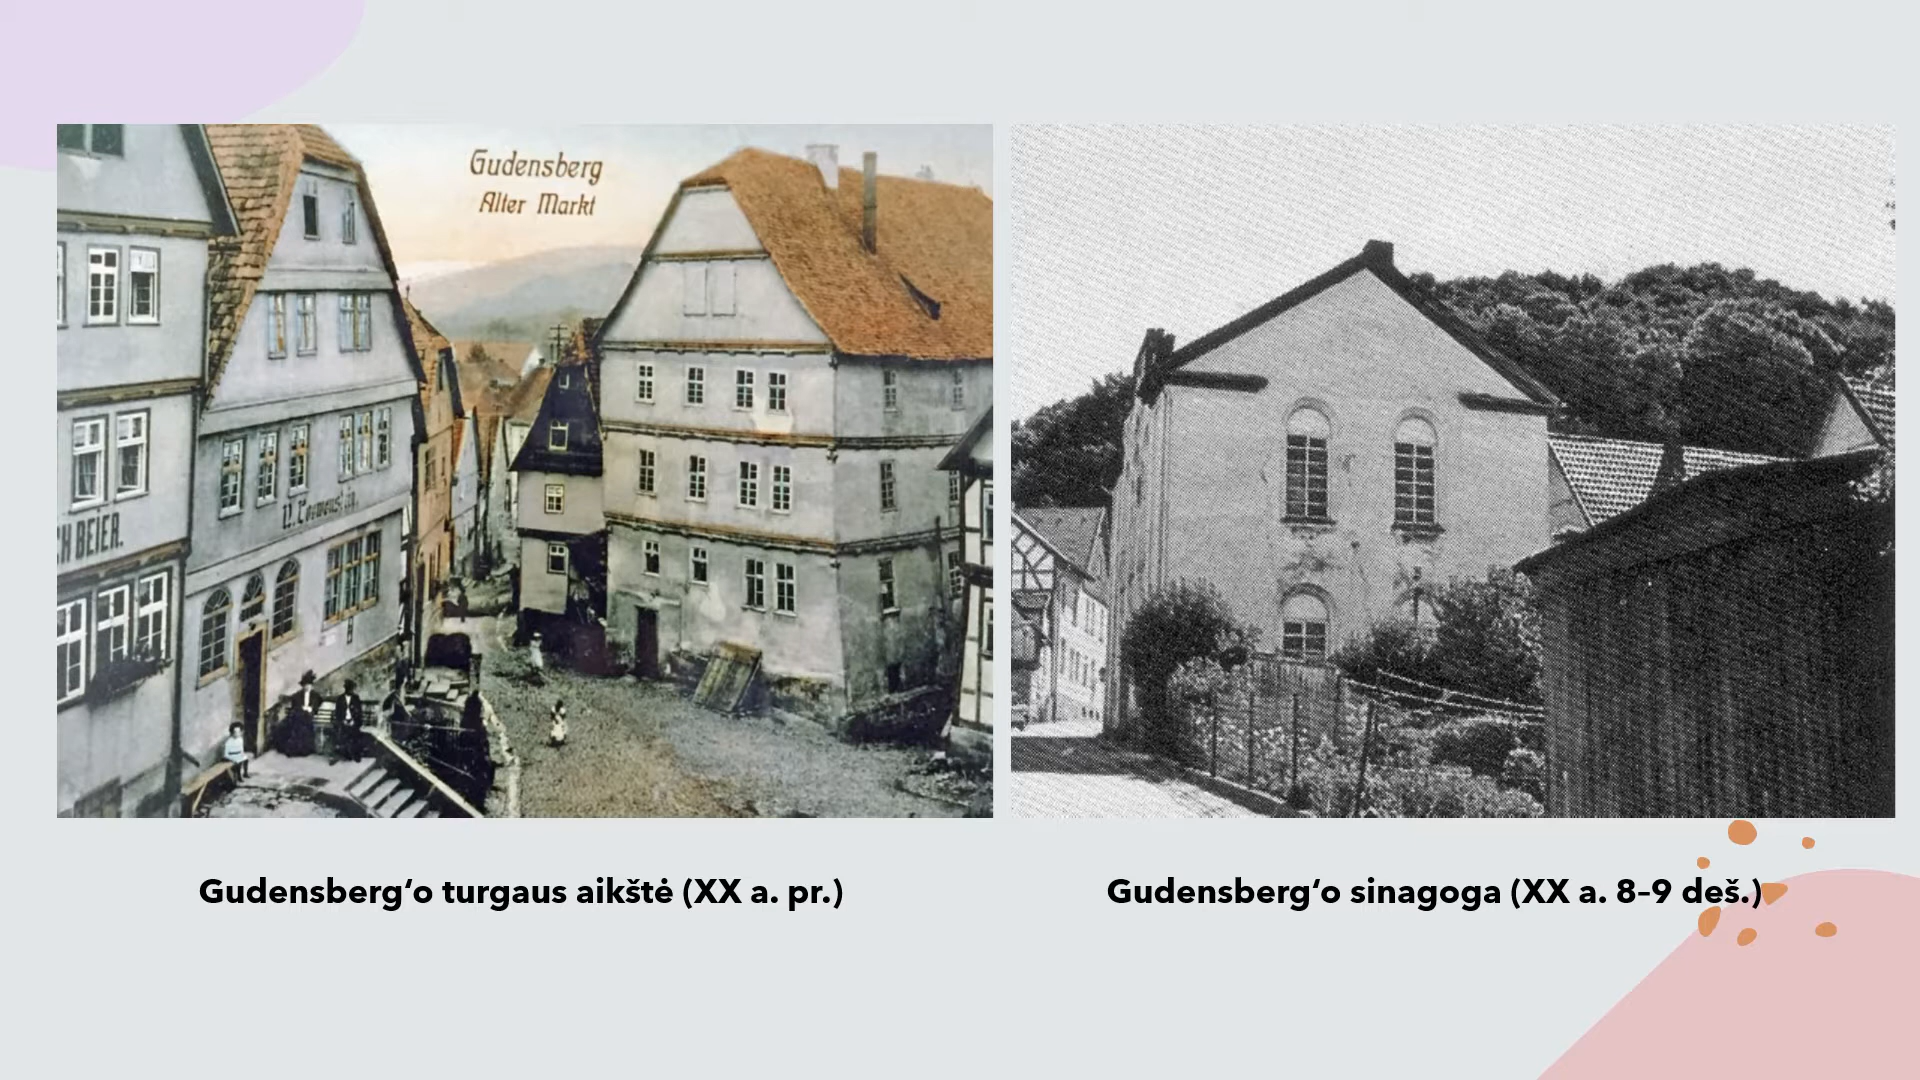 Gudensberg
Alter Markt
H BEIER.
Gudensberg‘o turgaus aikštė (XX a. pr.)
Gudensberg‘o sinagoga (XX a. 8–9 deš.)